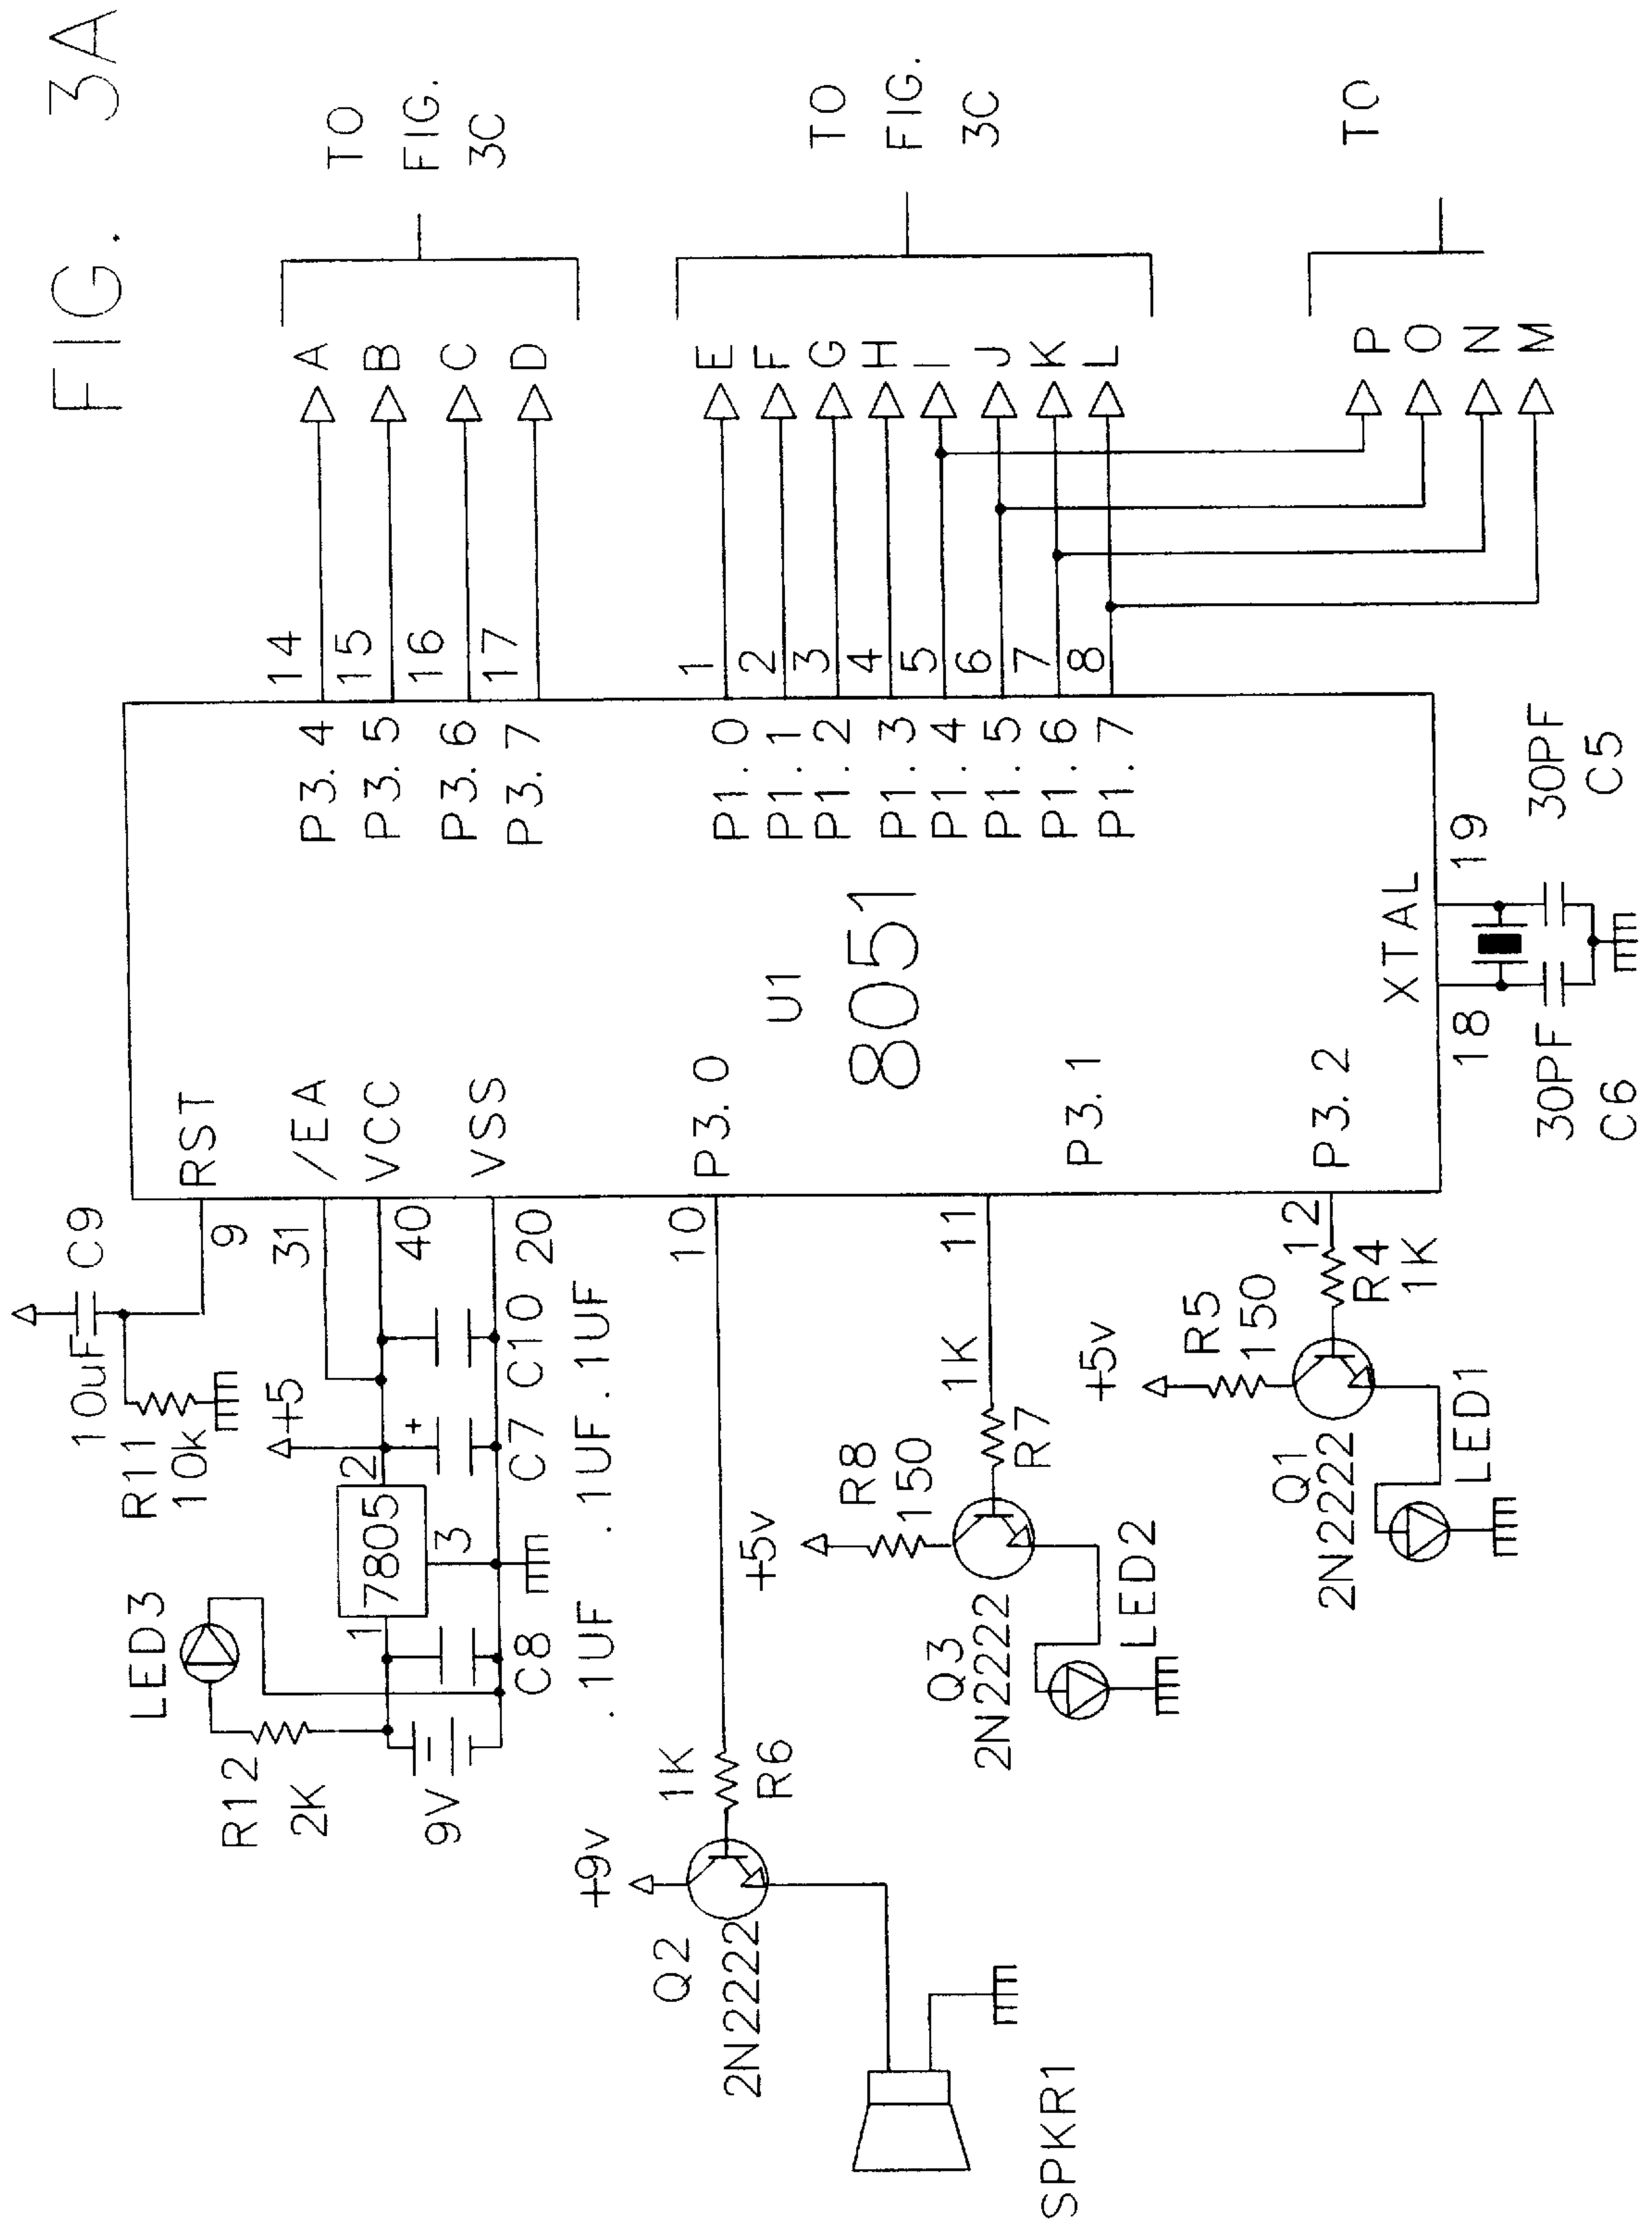 FIG. 3A
TO
FIG.
3C
TO
FIG.
3C
TO
A
B
C
D
E
F
G
H
I
J
K
L
P
O
N
M
14
15
16
17
1
2
3
4
5
6
7
8
P3.4
P3.5
P3.6
P3.7
P1.0
P1.1
P1.2
P1.3
P1.4
P1.5
P1.6
P1.7
U1
8051
RST
/EA
VCC
VSS
P3.0
P3.1
P3.2
XTAL
19
18
30PF
C5
30PF
C6
9
31
40
20
10
11
12
C9
10uF
R11
10k
+5
C10
.1UF
C7
.1UF
2
7805
3
1
C8
.1UF
LED3
R12
2K
9V
1K
R6
+9v
Q2
2N2222
SPKR1
1K
R7
R8
150
+5v
Q3
2N2222
LED2
R4
1K
R5
150
+5v
Q1
2N2222
LED1